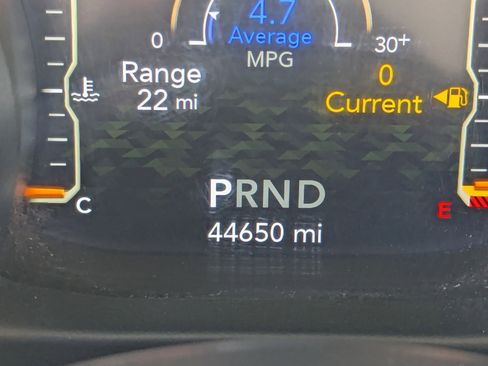 4.7
Average
MPG
0
30+
Range
22 mi
0
Current
C
PRND
E
44650 mi